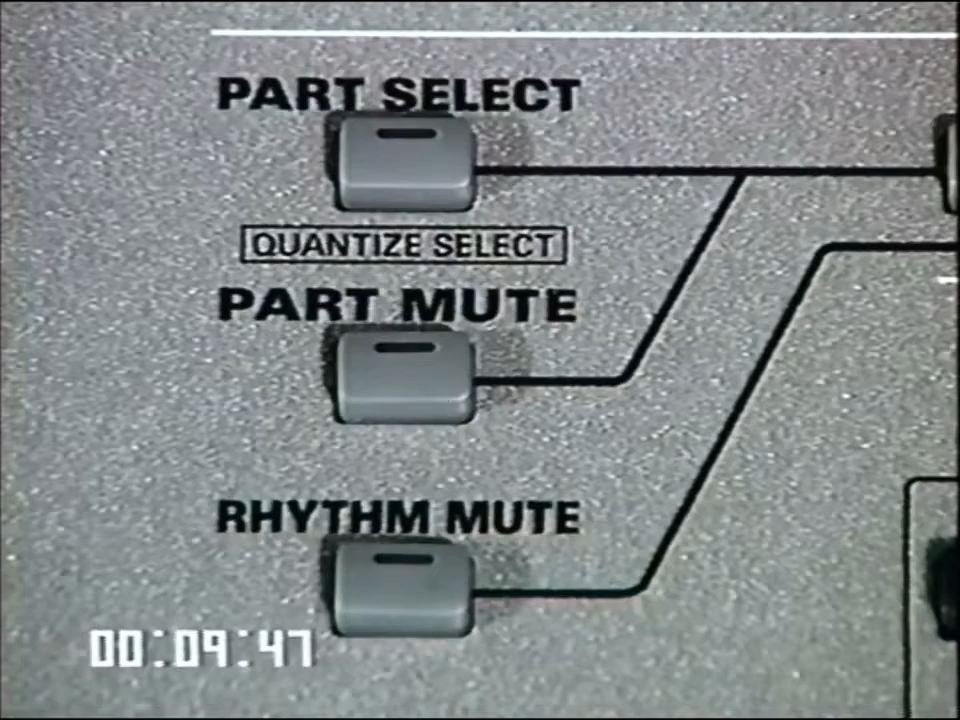 PART SELECT
QUANTIZE SELECT
PART MUTE
RHYTHM MUTE
00:09:47